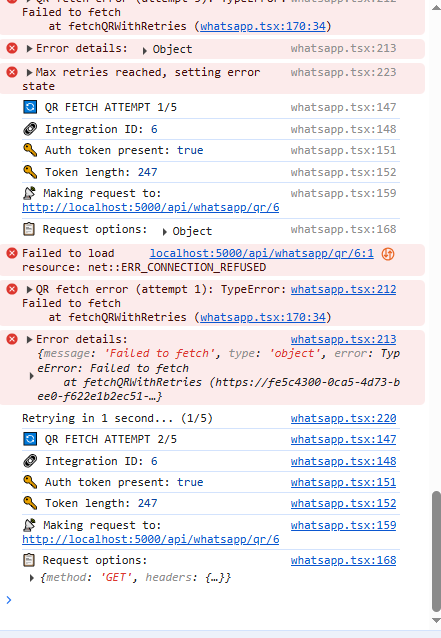 QR fetch error (attempt 5): TypeError: whatsapp.tsx:212
Failed to fetch
at fetchQRWithRetries (whatsapp.tsx:170:34)
Error details: Object whatsapp.tsx:213
Max retries reached, setting error whatsapp.tsx:223
state
QR FETCH ATTEMPT 1/5 whatsapp.tsx:147
Integration ID: 6 whatsapp.tsx:148
Auth token present: true whatsapp.tsx:151
Token length: 247 whatsapp.tsx:152
Making request to: whatsapp.tsx:159
http://localhost:5000/api/whatsapp/qr/6
Request options: Object whatsapp.tsx:168
Failed to load localhost:5000/api/whatsapp/qr/6:1
resource: net::ERR_CONNECTION_REFUSED
QR fetch error (attempt 1): TypeError: whatsapp.tsx:212
Failed to fetch
at fetchQRWithRetries (whatsapp.tsx:170:34)
Error details: whatsapp.tsx:213
{message: 'Failed to fetch', type: 'object', error: Typ
eError: Failed to fetch
at fetchQRWithRetries (https://fe5c4300-0ca5-4d73-b
ee0-f622e1b2ec51-…}
Retrying in 1 second... (1/5) whatsapp.tsx:220
QR FETCH ATTEMPT 2/5 whatsapp.tsx:147
Integration ID: 6 whatsapp.tsx:148
Auth token present: true whatsapp.tsx:151
Token length: 247 whatsapp.tsx:152
Making request to: whatsapp.tsx:159
http://localhost:5000/api/whatsapp/qr/6
Request options: whatsapp.tsx:168
{method: 'GET', headers: {…}}